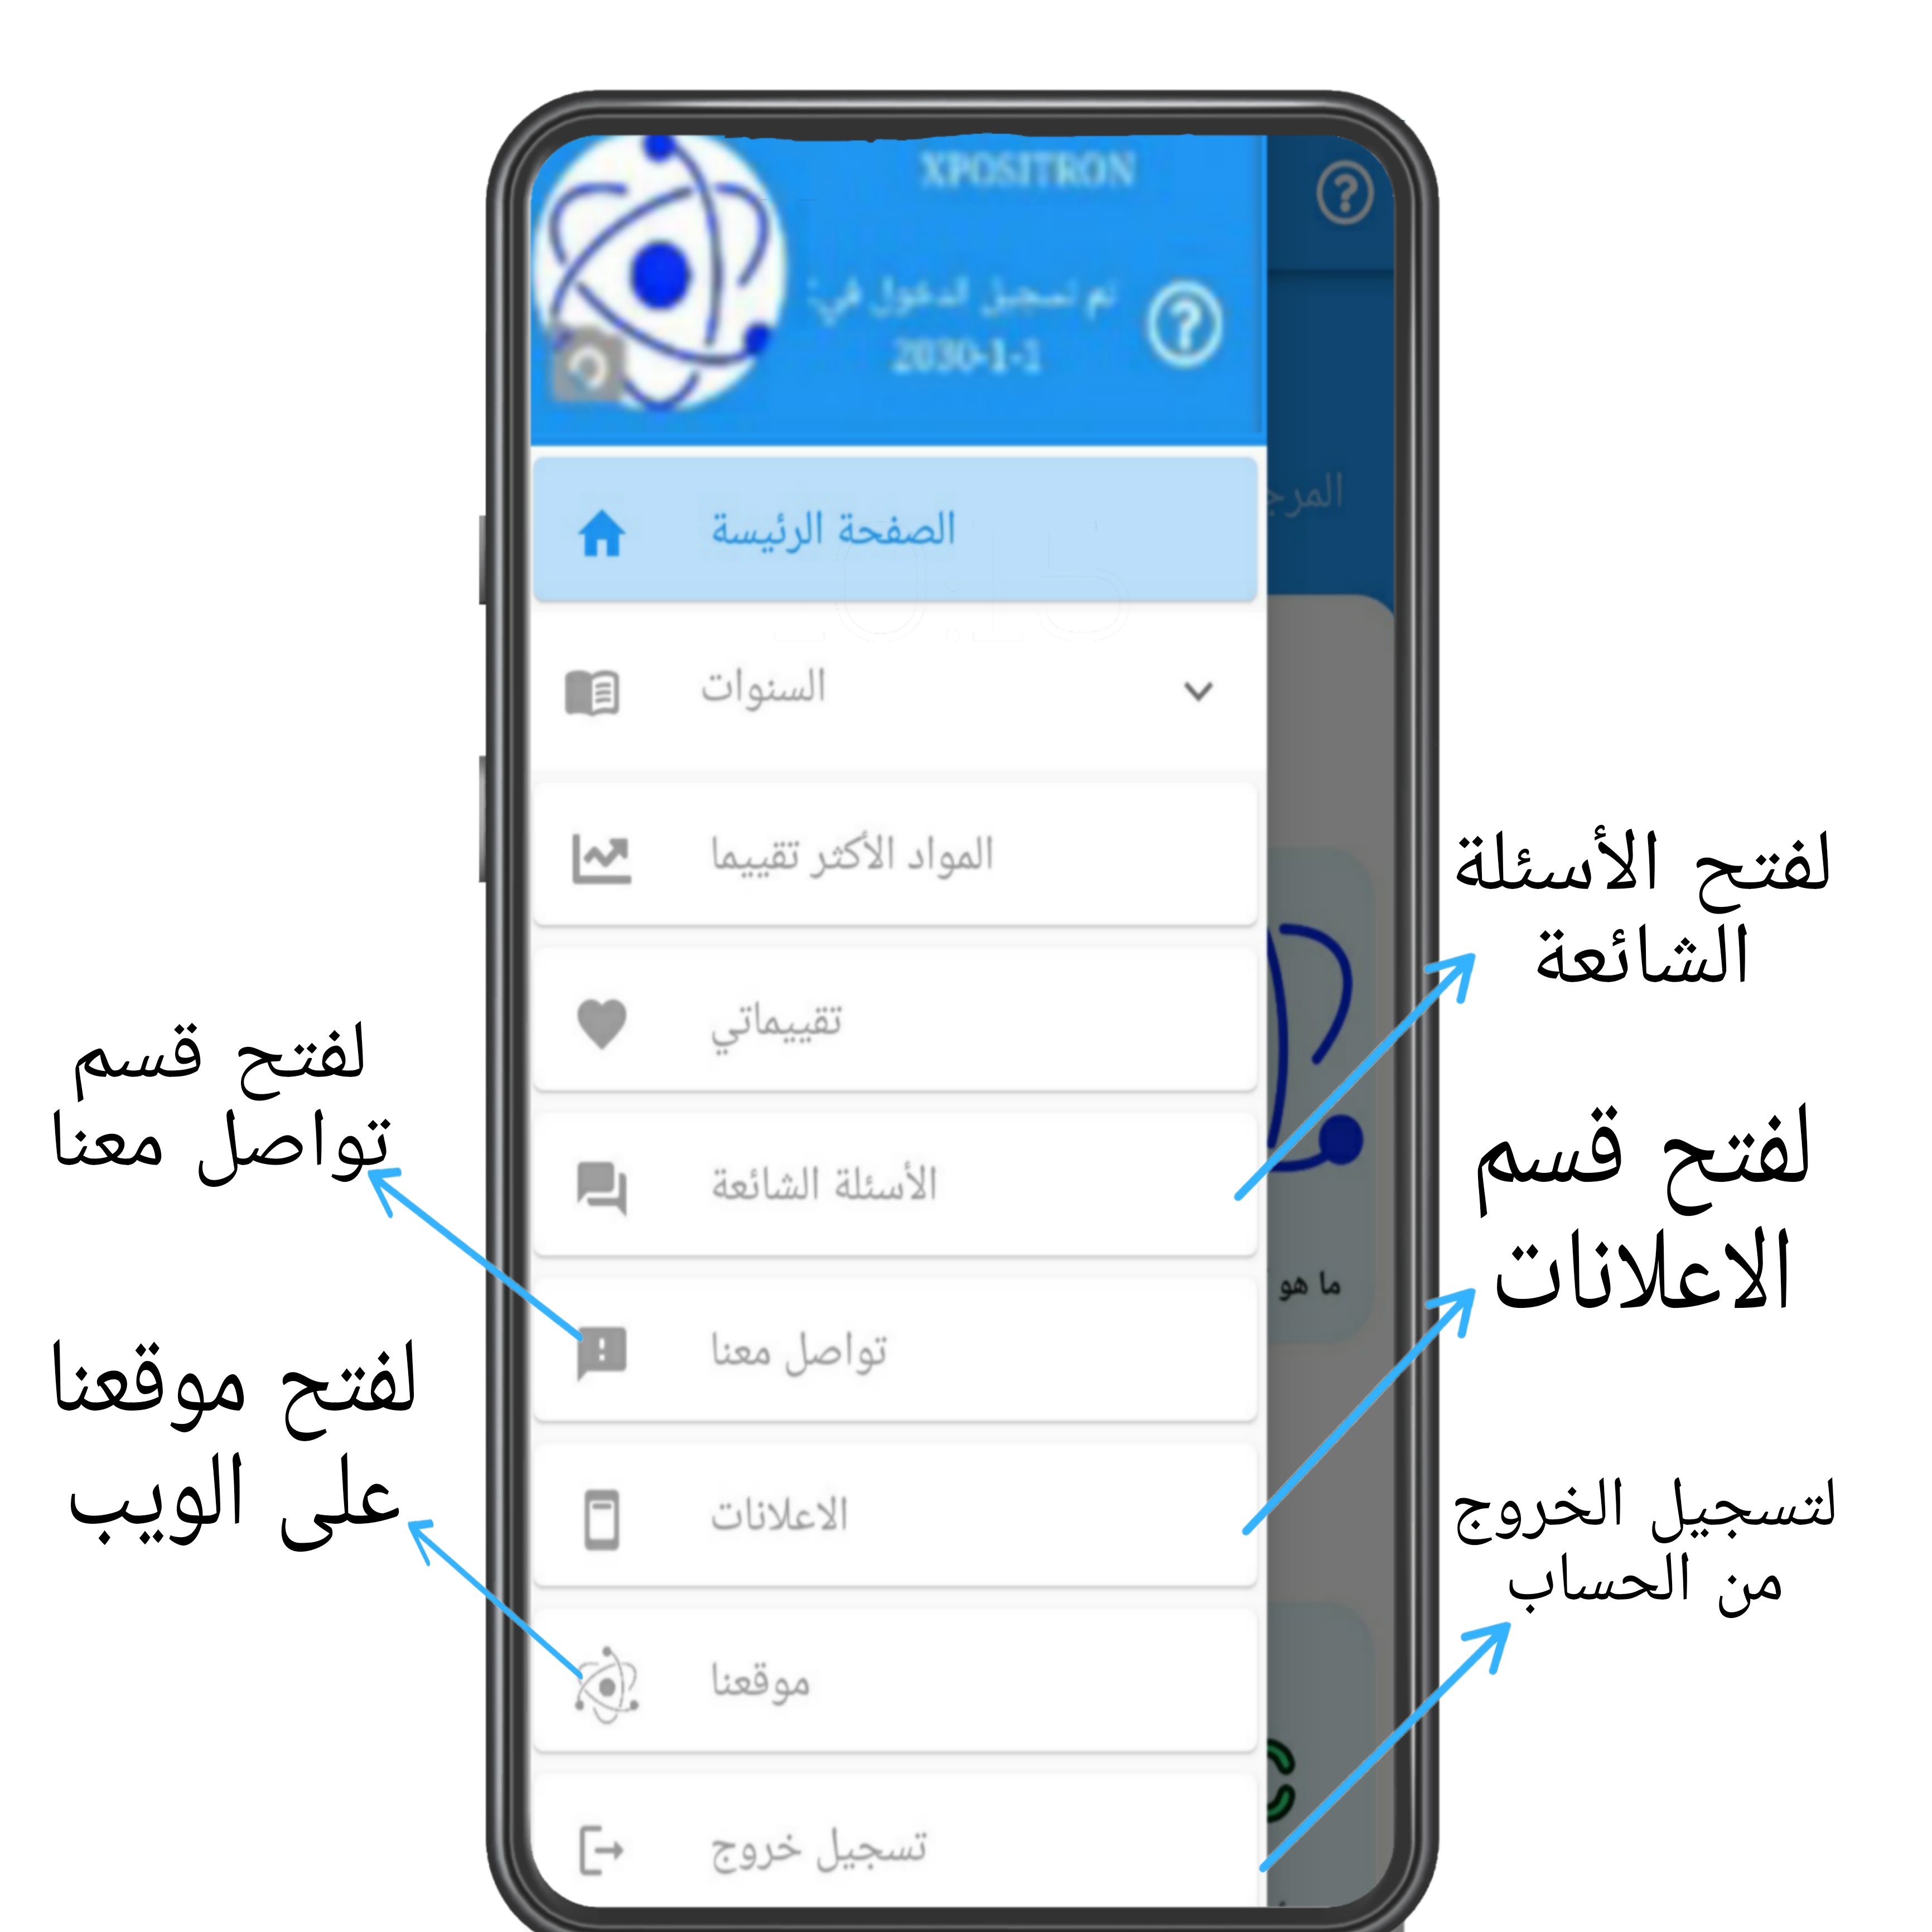 XPOSITRON
تم تسجيل الدخول في:
2030-1-1
المرج
الصفحة الرئيسة
السنوات
المواد الأكثر تقييما
تقييماتي
الأسئلة الشائعة
تواصل معنا
الاعلانات
موقعنا
تسجيل خروج
ما هو
لفتح الأسئلة
الشائعة
لفتح قسم
الاعلانات
لتسجيل الخروج
من الحساب
لفتح قسم
تواصل معنا
لفتح موقعنا
على الويب